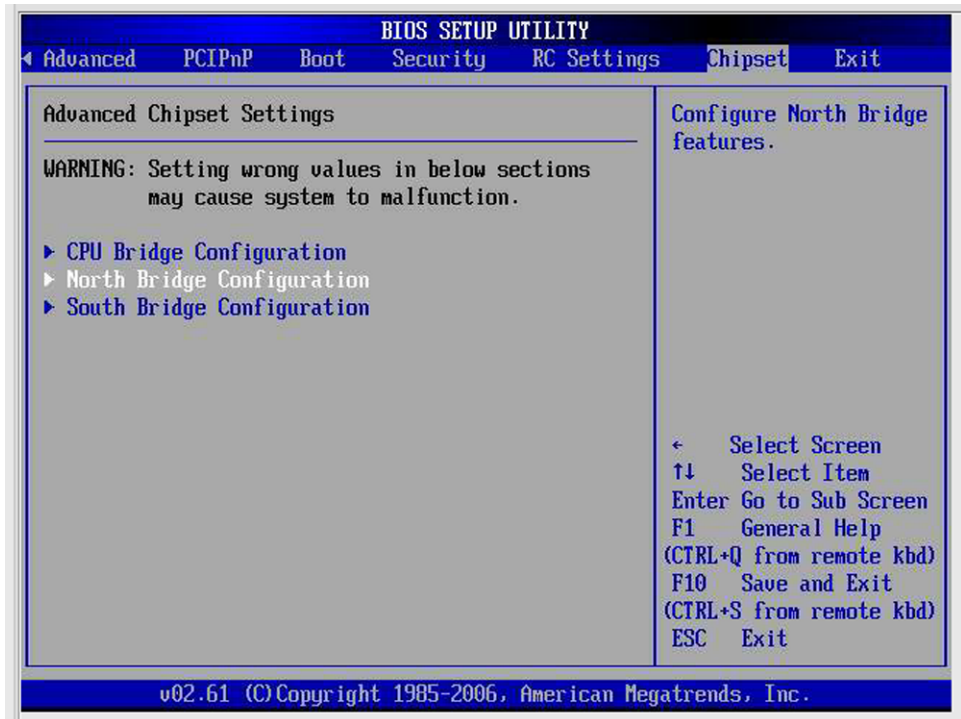 BIOS SETUP UTILITY
Advanced PCIPnP Boot Security RC Settings Chipset Exit
Advanced Chipset Settings
WARNING: Setting wrong values in below sections
may cause system to malfunction.
► CPU Bridge Configuration
► North Bridge Configuration
► South Bridge Configuration
Configure North Bridge
features.
← Select Screen
↑↓ Select Item
Enter Go to Sub Screen
F1 General Help
(CTRL+Q from remote kbd)
F10 Save and Exit
(CTRL+S from remote kbd)
ESC Exit
v02.61 (C)Copyright 1985-2006, American Megatrends, Inc.